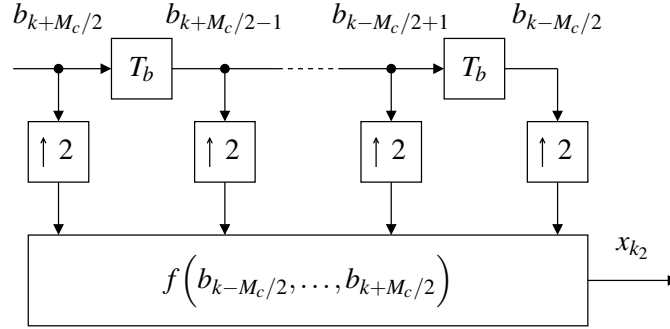 b_{k+M_c/2} b_{k+M_c/2-1} b_{k-M_c/2+1} b_{k-M_c/2}
T_b T_b
↑ 2 ↑ 2 ↑ 2 ↑ 2
x_{k_2}
f(b_{k-M_c/2},...,b_{k+M_c/2})